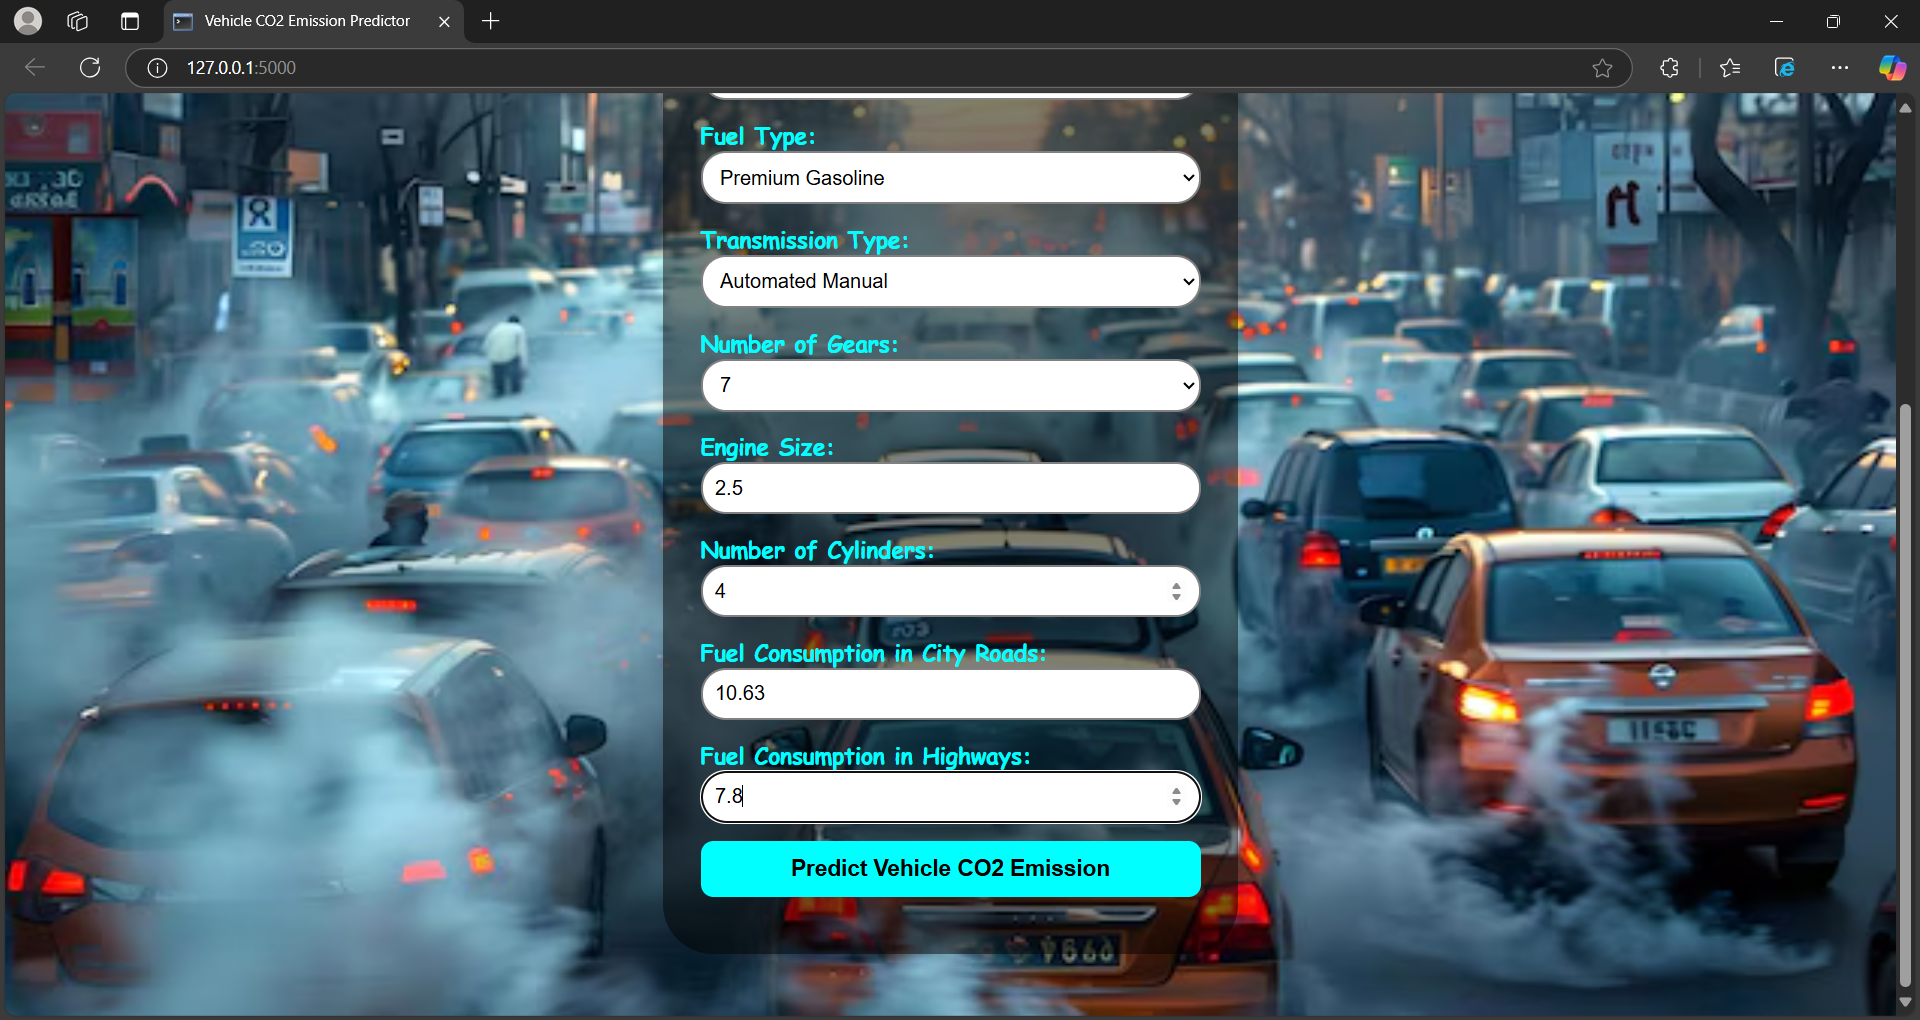 Vehicle CO2 Emission Predictor
127.0.0.1:5000
Fuel Type:
Premium Gasoline
Transmission Type:
Automated Manual
Number of Gears:
7
Engine Size:
2.5
Number of Cylinders:
4
Fuel Consumption in City Roads:
10.63
Fuel Consumption in Highways:
7.8
Predict Vehicle CO2 Emission